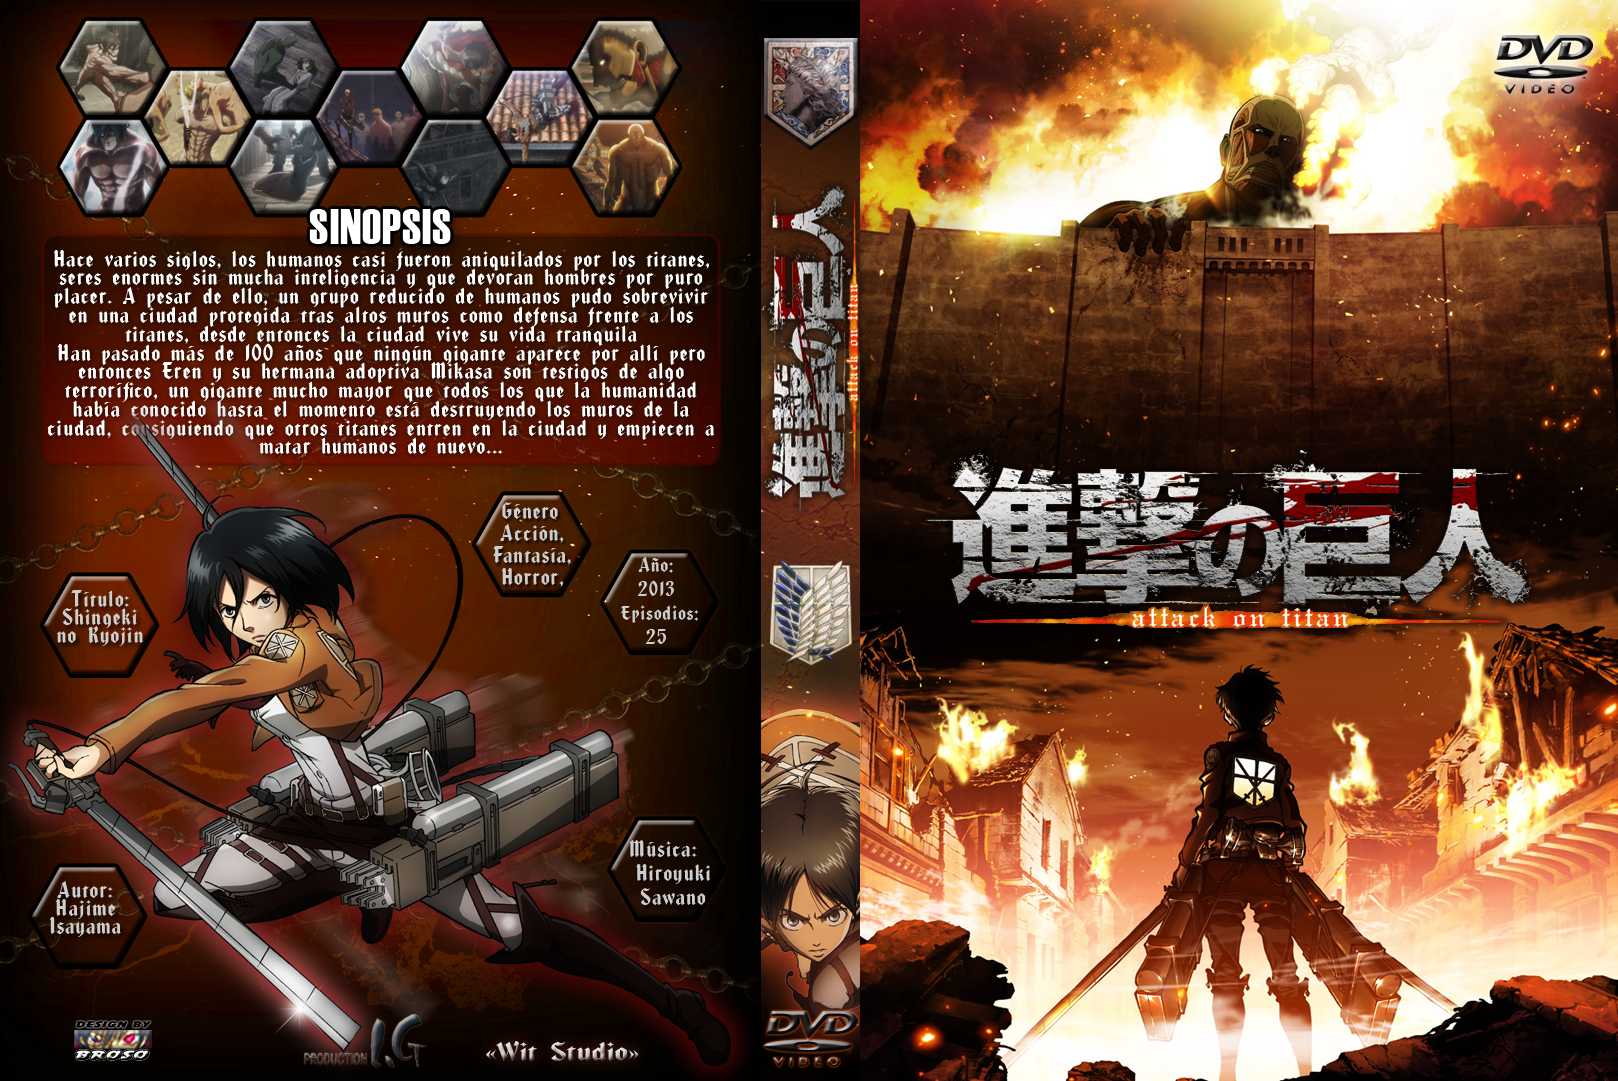 SINOPSIS
Hace varios siglos, los humanos casi fueron aniquilados por los titanes,
seres enormes sin mucha inteligencia y que devoran hombres por puro
placer. A pesar de ello, un grupo reducido de humanos pudo sobrevivir
en una ciudad protegida tras altos muros como defensa frente a los
titanes, desde entonces la ciudad vive su vida tranquila
Han pasado más de 100 años que ningún gigante aparece por allí pero
entonces Eren y su hermana adoptiva Mikasa son testigos de algo
terrorífico, un gigante mucho mayor que todos los que la humanidad
había conocido hasta el momento está destruyendo los muros de la
ciudad, consiguiendo que otros titanes entren en la ciudad y empiecen a
matar humanos de nuevo...
Género
Acción,
Fantasía,
Horror,
Año:
2013
Episodios:
25
Título:
Shingeki
no Kyojin
Autor:
Hajime
Isayama
Música:
Hiroyuki
Sawano
DESIGN BY
BROSO
PRODUCTION I.G
«Wit Studio»
進撃の巨人
attack on titan
DVD
VIDEO
DVD
VIDEO
進撃の巨人
attack on titan